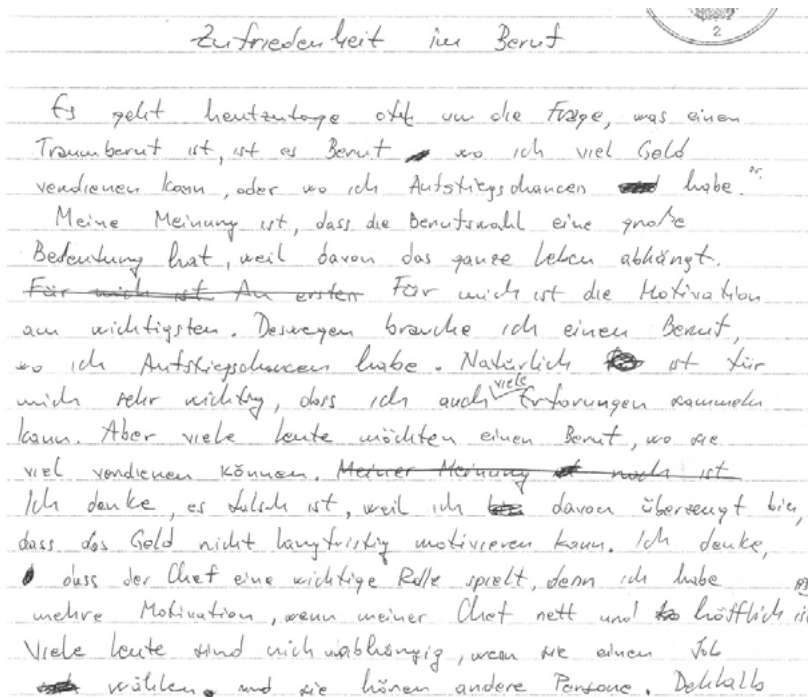 2
Zufriedenheit im Beruf
Es geht heutzutage oft um die Frage, was einen
Traumberuf ist, ist es Beruf wo ich viel Geld
verdienen kann, oder wo ich Aufstiegschancen habe.
Meine Meinung ist, dass die Berufswahl eine große
Bedeutung hat, weil davon das ganze Leben abhängt.
Für mich ist An ersten Für mich ist die Motivation
am wichtigsten. Deswegen brauche ich einen Beruf,
wo ich Aufstiegschancen habe. Natürlich ist für
mich sehr wichtig, dass ich auch viele Erfarungen sammeln
kann. Aber viele Leute möchten einen Beruf, wo sie
viel verdienen können. Meiner Meinung nach ist
Ich denke, es falsch ist, weil ich davon überzeugt bin,
dass das Geld nicht langfristig motivieren kann. Ich denke,
dass der Chef eine wichtige Rolle spielt, denn ich habe
mehre Motivation, wenn meiner Chef nett und höfflich is
Viele Leute sind nich unabhängig, wenn sie einen Job
wählen und sie hören andere Persone. Dehhalb